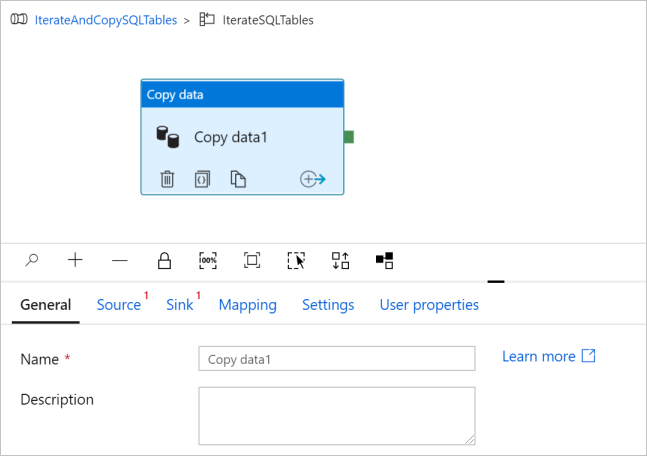 IterateAndCopySQLTables > IterateSQLTables
Copy data
Copy data1
{}
100%
General Source 1 Sink 1 Mapping Settings User properties
Name * Copy data1 Learn more
Description